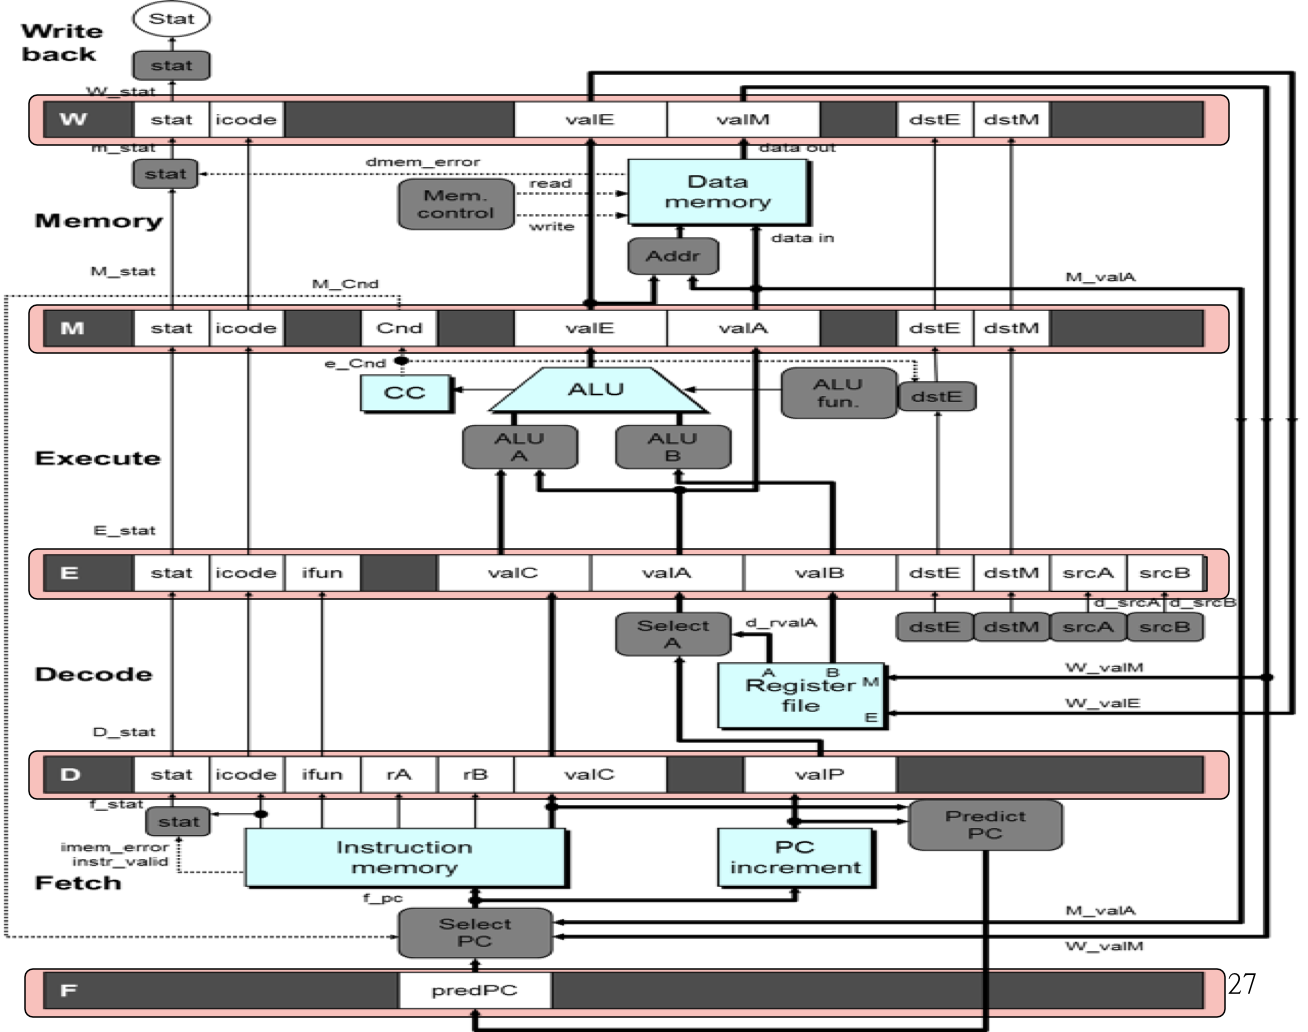 Stat
Write
back
stat
W_stat
W stat icode valE valM dstE dstM
m_stat
data out
stat
dmem_error
read
Data
memory
Mem.
control
write
Memory
data in
Addr
M_stat
M_Cnd
M_valA
M stat icode Cnd valE valA dstE dstM
e_Cnd
CC
ALU
ALU
fun.
dstE
ALU
A
ALU
B
Execute
E_stat
E stat icode ifun valC valA valB dstE dstM srcA srcB
d_srcA d_srcB
Select
A
d_rvalA
dstE dstM srcA srcB
Decode
A B
Register
file
M
E
W_valM
W_valE
D_stat
D stat icode ifun rA rB valC valP
f_stat
stat
Predict
PC
imem_error
instr_valid
Instruction
memory
PC
increment
Fetch
f_pc
Select
PC
M_valA
W_valM
F predPC
27